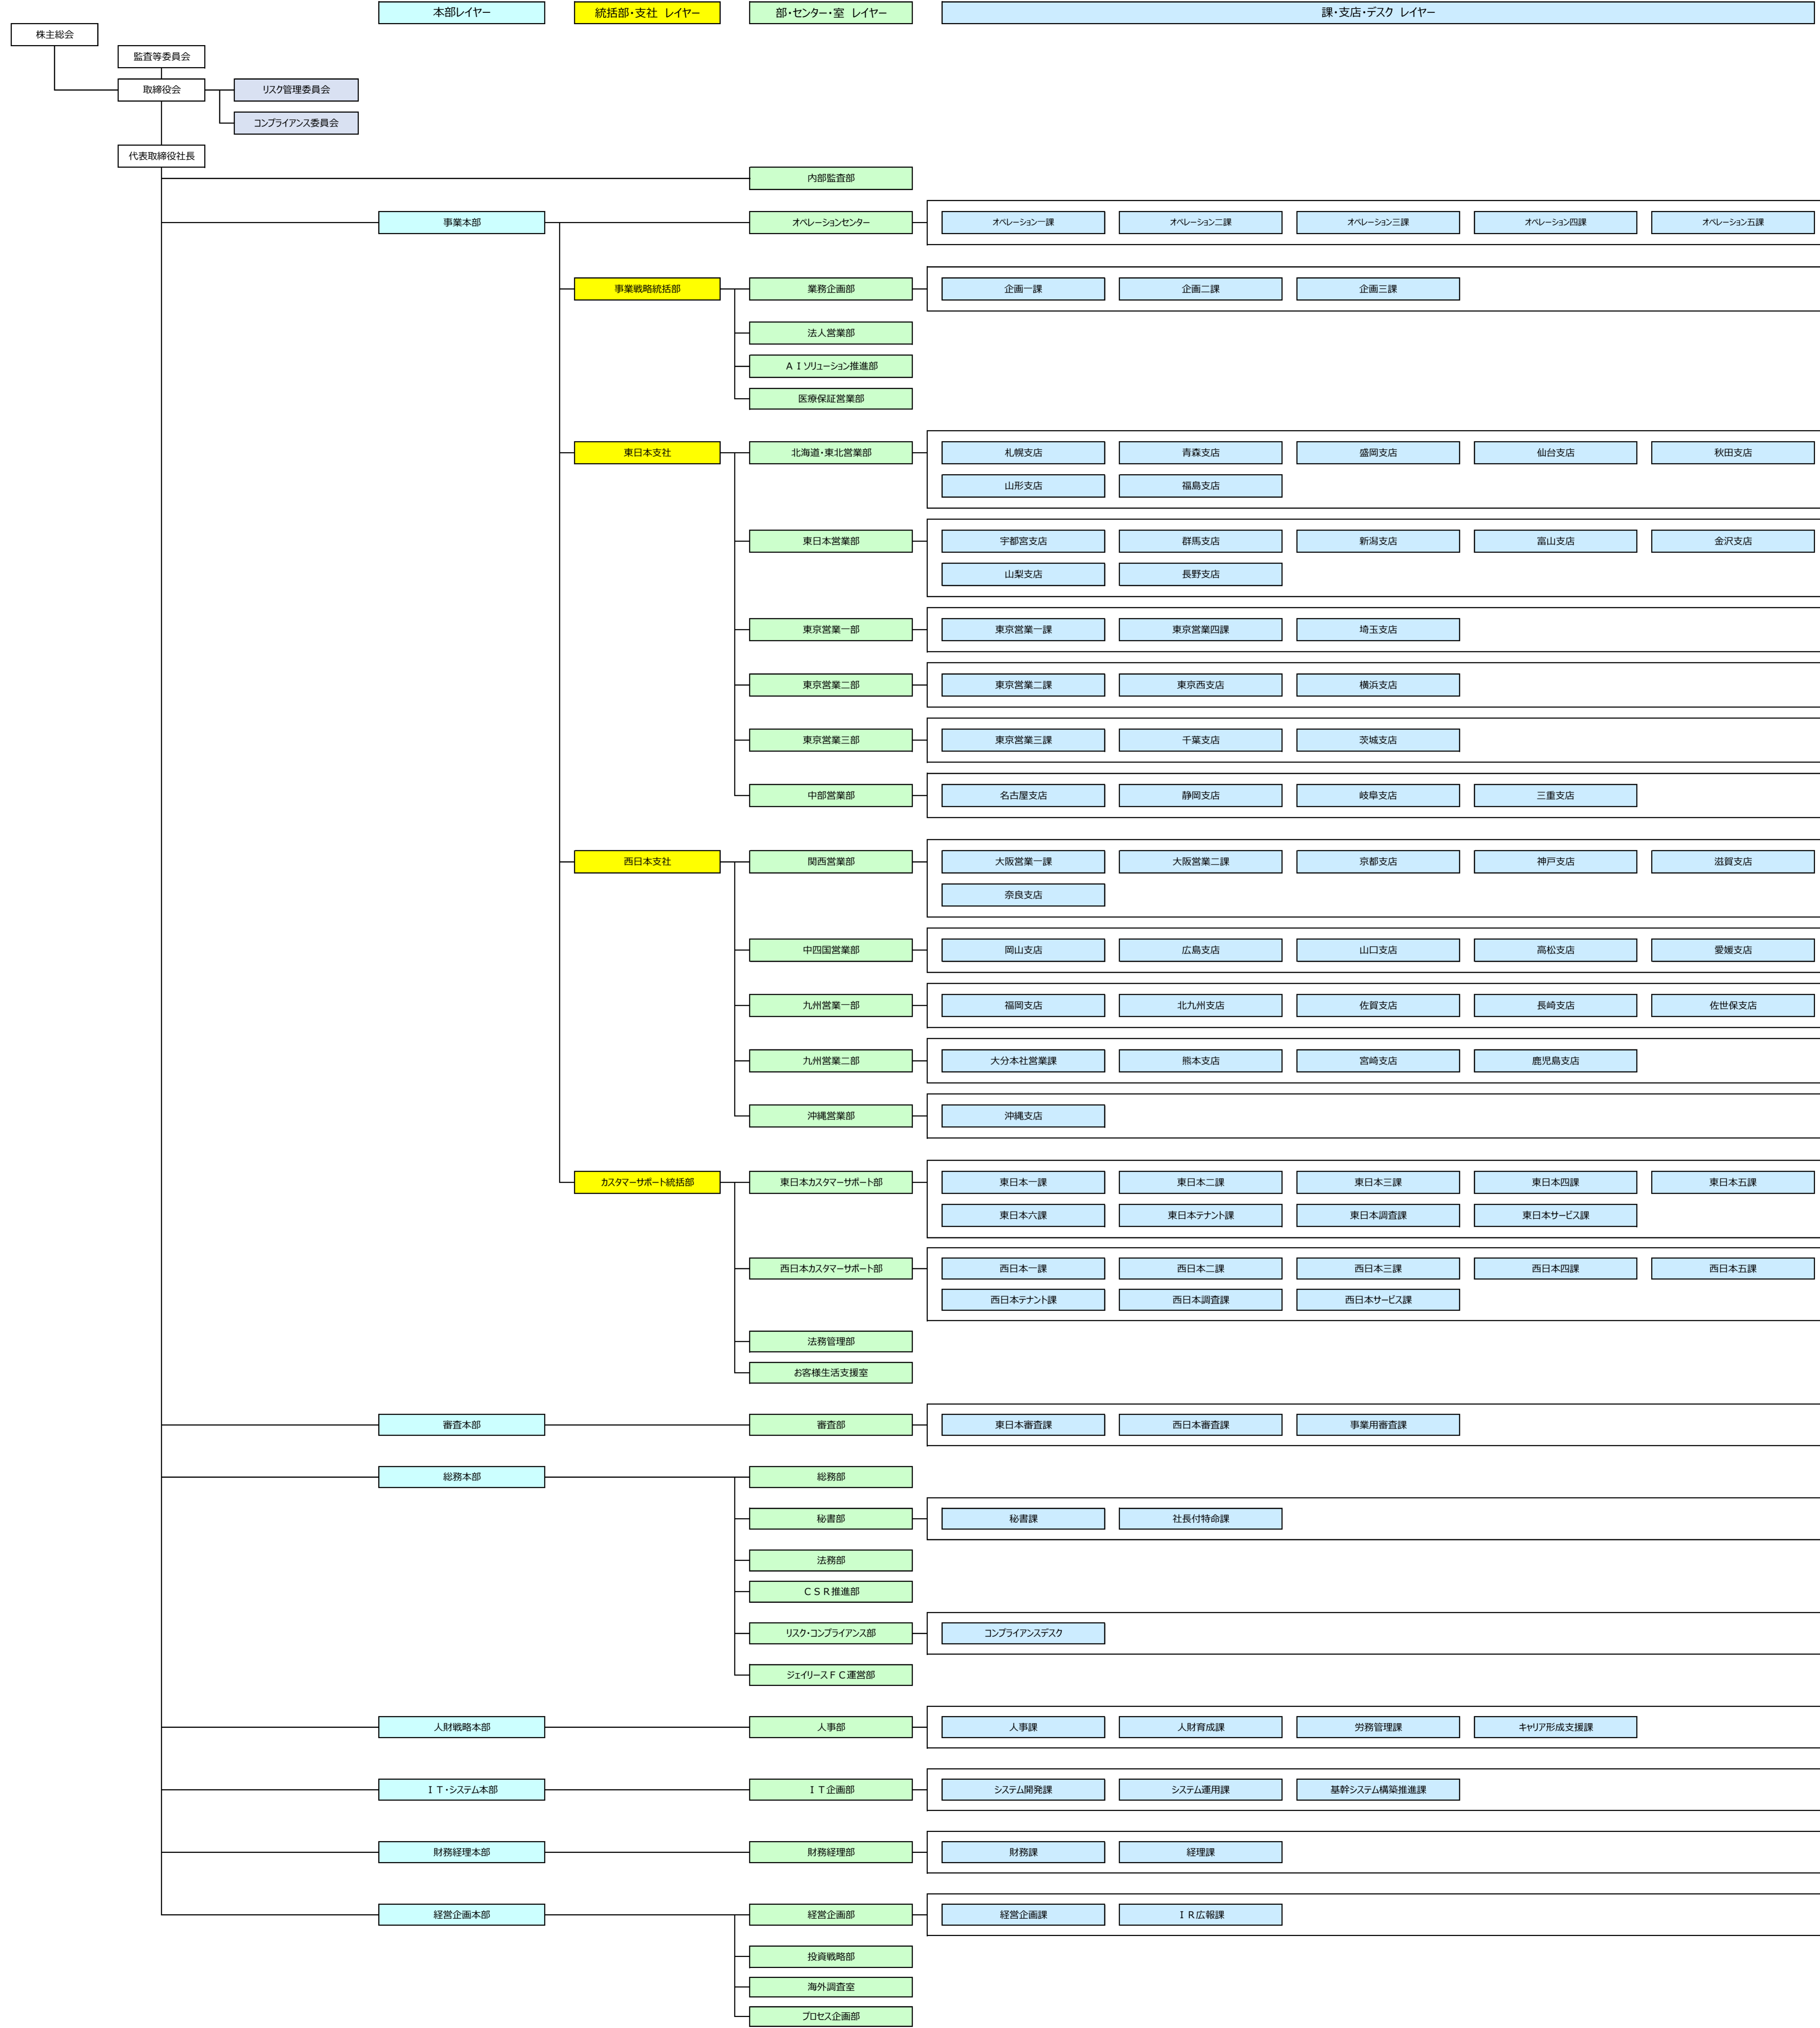 本部レイヤー 統括部・支社 レイヤー 部・センター・室 レイヤー 課・支店・デスク レイヤー
株主総会
監査等委員会
取締役会 リスク管理委員会
コンプライアンス委員会
代表取締役社長
内部監査部
事業本部 オペレーションセンター オペレーション一課 オペレーション二課 オペレーション三課 オペレーション四課 オペレーション五課
事業戦略統括部 業務企画部 企画一課 企画二課 企画三課
法人営業部
AIソリューション推進部
医療保証営業部
東日本支社 北海道・東北営業部 札幌支店 青森支店 盛岡支店 仙台支店 秋田支店
山形支店 福島支店
東日本営業部 宇都宮支店 群馬支店 新潟支店 富山支店 金沢支店
山梨支店 長野支店
東京営業一部 東京営業一課 東京営業四課 埼玉支店
東京営業二部 東京営業二課 東京西支店 横浜支店
東京営業三部 東京営業三課 千葉支店 茨城支店
中部営業部 名古屋支店 静岡支店 岐阜支店 三重支店
西日本支社 関西営業部 大阪営業一課 大阪営業二課 京都支店 神戸支店 滋賀支店
奈良支店
中四国営業部 岡山支店 広島支店 山口支店 高松支店 愛媛支店
九州営業一部 福岡支店 北九州支店 佐賀支店 長崎支店 佐世保支店
九州営業二部 大分本社営業課 熊本支店 宮崎支店 鹿児島支店
沖縄営業部 沖縄支店
カスタマーサポート統括部 東日本カスタマーサポート部 東日本一課 東日本二課 東日本三課 東日本四課 東日本五課
東日本六課 東日本テナント課 東日本調査課 東日本サービス課
西日本カスタマーサポート部 西日本一課 西日本二課 西日本三課 西日本四課 西日本五課
西日本テナント課 西日本調査課 西日本サービス課
法務管理部
お客様生活支援室
審査本部 審査部 東日本審査課 西日本審査課 事業用審査課
総務本部 総務部
秘書部 秘書課 社長付特命課
法務部
CSR推進部
リスク・コンプライアンス部 コンプライアンスデスク
ジェイリースFC運営部
人財戦略本部 人事部 人事課 人財育成課 労務管理課 キャリア形成支援課
IT・システム本部 IT企画部 システム開発課 システム運用課 基幹システム構築推進課
財務経理本部 財務経理部 財務課 経理課
経営企画本部 経営企画部 経営企画課 IR広報課
投資戦略部
海外調査室
プロセス企画部